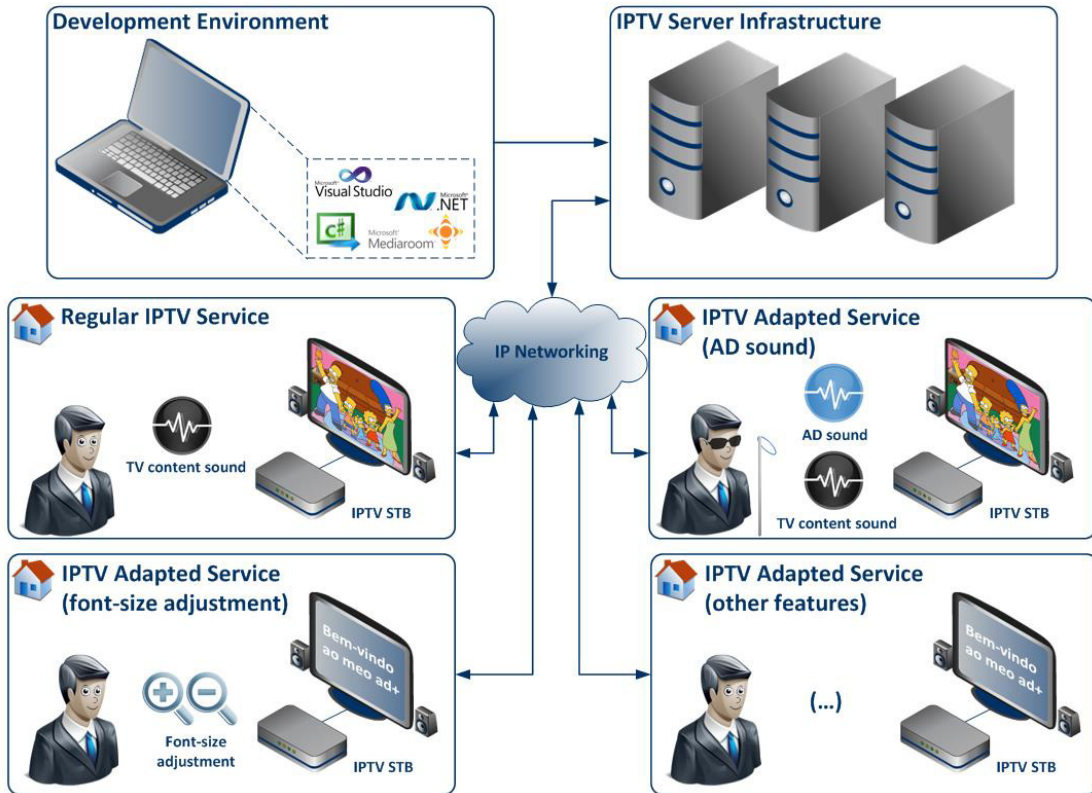 Development Environment
Microsoft®
Visual Studio®
Microsoft®
.NET
C#
Microsoft®
Mediaroom®
IPTV Server Infrastructure
IP Networking
Regular IPTV Service
TV content sound
IPTV STB
IPTV Adapted Service
(AD sound)
AD sound
TV content sound
IPTV STB
IPTV Adapted Service
(font-size adjustment)
Font-size
adjustment
Bem-vindo
ao meo ad+
IPTV STB
IPTV Adapted Service
(other features)
(...)
Bem-vindo
ao meo ad+
IPTV STB